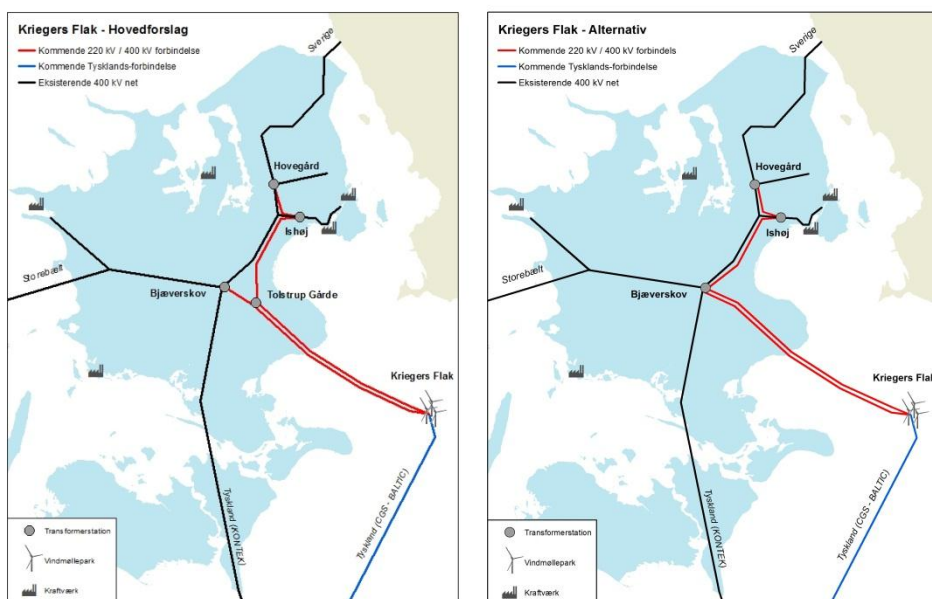 Kriegers Flak - Hovedforslag
Kommende 220 kV / 400 kV forbindelse
Kommende Tysklands-forbindelse
Eksisterende 400 kV net
Sverige
Hovegård
Ishøj
Storebælt
Bjæverskov
Tolstrup Gårde
Kriegers Flak
Tyskland (KONTEK)
Tyskland (CGS - BALTIC)
Transformerstation
Vindmøllepark
Kraftværk
Kriegers Flak - Alternativ
Kommende 220 kV / 400 kV forbindels
Kommende Tysklands-forbindelse
Eksisterende 400 kV net
Sverige
Hovegård
Ishøj
Storebælt
Bjæverskov
Kriegers Flak
Tyskland (KONTEK)
Tyskland (CGS - BALTIC)
Transformerstation
Vindmøllepark
Kraftværk